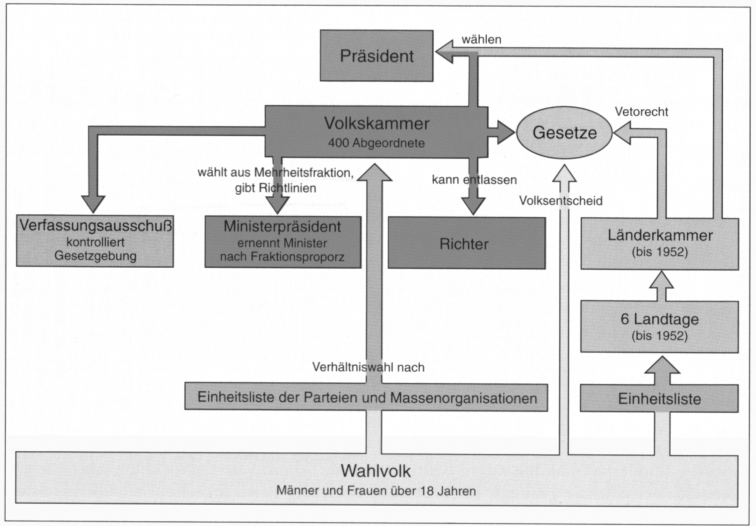 wählen
Präsident
Vetorecht
Volkskammer
400 Abgeordnete
Gesetze
wählt aus Mehrheitsfraktion,
gibt Richtlinien
kann entlassen
Volksentscheid
Verfassungsausschuß
kontrolliert
Gesetzgebung
Ministerpräsident
ernennt Minister
nach Fraktionsproporz
Richter
Länderkammer
(bis 1952)
6 Landtage
(bis 1952)
Verhältniswahl nach
Einheitsliste der Parteien und Massenorganisationen
Einheitsliste
Wahlvolk
Männer und Frauen über 18 Jahren